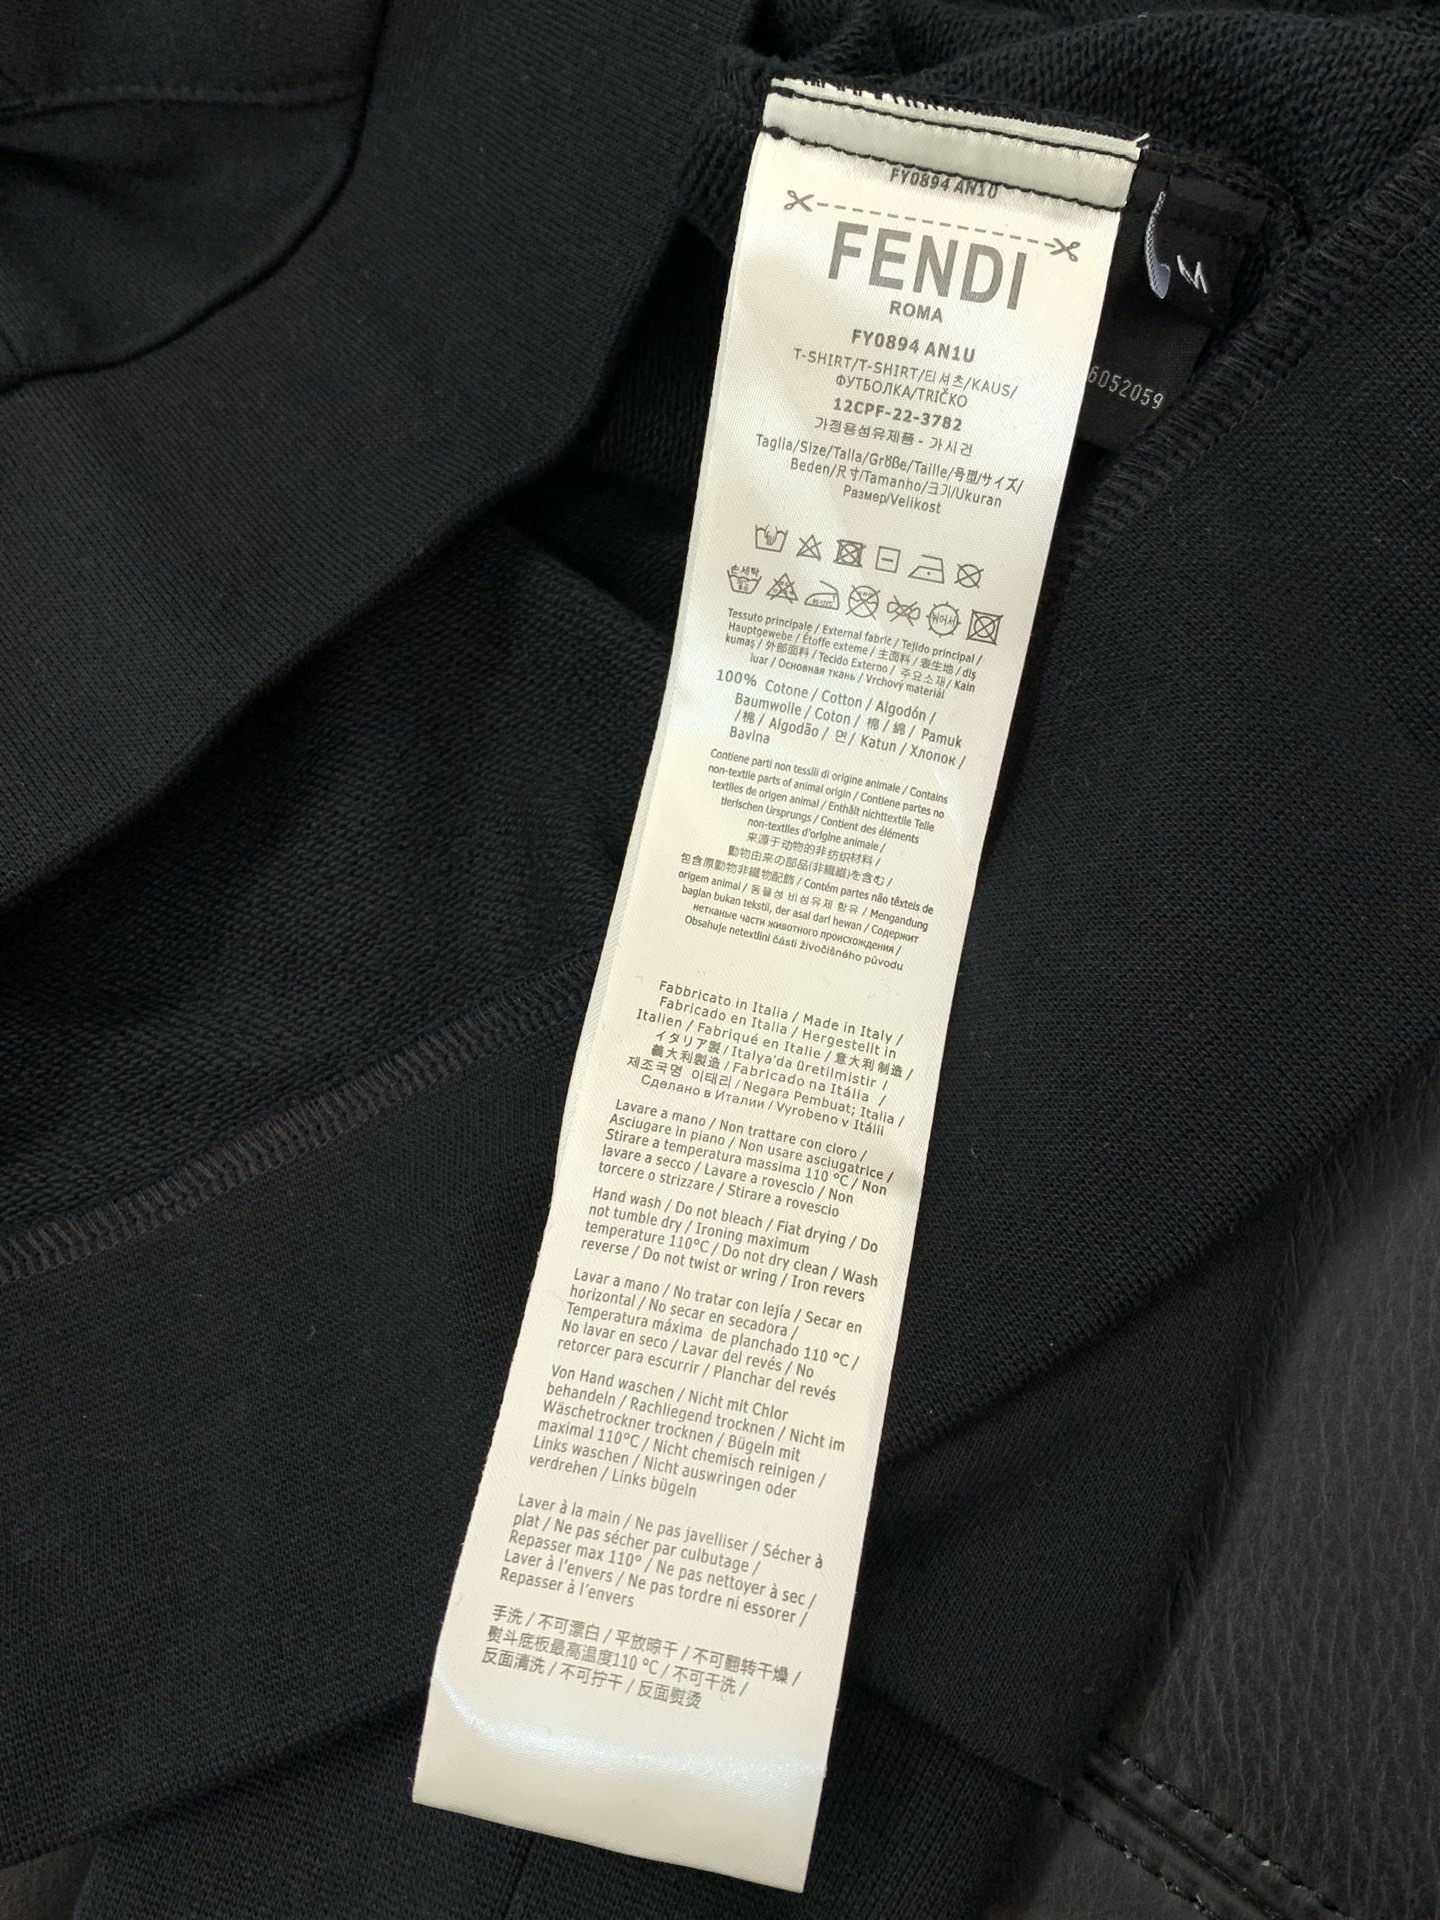 FY0894 AN1U
FENDI
ROMA
FY0894 AN1U
T-SHIRT/T-SHIRT/티셔츠/KAUS/
ФУТБОЛКА/TRIČKO
12CPF-22-3782
가정용섬유제품 - 가시건
Taglia/Size/Talla/Größe/Taille/号型/サイズ/
Beden/尺寸/Tamanho/크기/Ukuran
Размер/Velikost
M
6052059
손세탁
중성
쉬어서
Tessuto principale / External fabric / Tejido principal /
Hauptgewebe / Étoffe externe / 主面料 / 表生地 / dış
kumaş / 外部面料 / Tecido Externo / 주요소재 / Kain
luar / Основная ткань / Vrchový materiál
100% Cotone / Cotton / Algodón /
Baumwolle / Coton / 棉 / 綿 / Pamuk
/ 棉 / Algodão / 면 / Katun / Хлопок /
Bavlna
Contiene parti non tessili di origine animale / Contains
non-textile parts of animal origin / Contiene partes no
textiles de origen animal / Enthält nichttextile Teile
tierischen Ursprungs / Contient des éléments
non-textiles d'origine animale /
来源于动物的非纺织材料 /
動物由来の部品(非繊維)を含む /
包含原動物非織物配飾 / Contém partes não têxteis de
origem animal / 동물성 비섬유제 함유 / Mengandung
bagian bukan tekstil, der asal darl hewan / Содержит
нетканые части животного происхождения /
Obsahuje netextilní části živočišného původu
Fabbricato in Italia / Made in Italy /
Fabricado en Italia / Hergestellt in
Italien / Fabriqué en Italie / 意大利制造 /
イタリア製 / Italya'da üretilmistir /
義大利製造 / Fabricado na Itália /
제조국명 이태리 / Negara Pembuat; Italia /
Сделано в Италии / Vyrobeno v Itálii
Lavare a mano / Non trattare con cloro /
Asciugare in piano / Non usare asciugatrice /
Stirare a temperatura massima 110 °C / Non
lavare a secco / Lavare a rovescio / Non
torcere o strizzare / Stirare a rovescio
Hand wash / Do not bleach / Flat drying / Do
not tumble dry / Ironing maximum
temperature 110°C / Do not dry clean / Wash
reverse / Do not twist or wring / Iron revers
Lavar a mano / No tratar con lejía / Secar en
horizontal / No secar en secadora /
Temperatura máxima de planchado 110 °C /
No lavar en seco / Lavar del revés / No
retorcer para escurrir / Planchar del revés
Von Hand waschen / Nicht mit Chlor
behandeln / Rachliegend trocknen / Nicht im
Wäschetrockner trocknen / Bügeln mit
maximal 110°C / Nicht chemisch reinigen /
Links waschen / Nicht auswringen oder
verdrehen / Links bügeln
Laver à la main / Ne pas javelliser / Sécher à
plat / Ne pas sécher par culbutage /
Repasser max 110° / Ne pas nettoyer à sec /
Laver à l'envers / Ne pas tordre ni essorer /
Repasser à l'envers
手洗 / 不可漂白 / 平放晾干 / 不可翻转干燥 /
熨斗底板最高温度110 °C / 不可干洗 /
反面清洗 / 不可拧干 / 反面熨烫